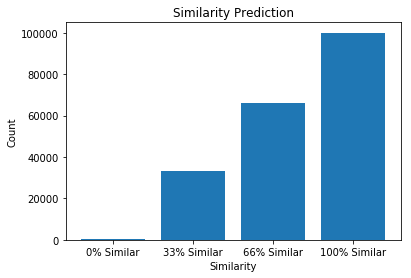 Similarity Prediction
Count
100000
80000
60000
40000
20000
0
0% Similar 33% Similar 66% Similar 100% Similar
Similarity